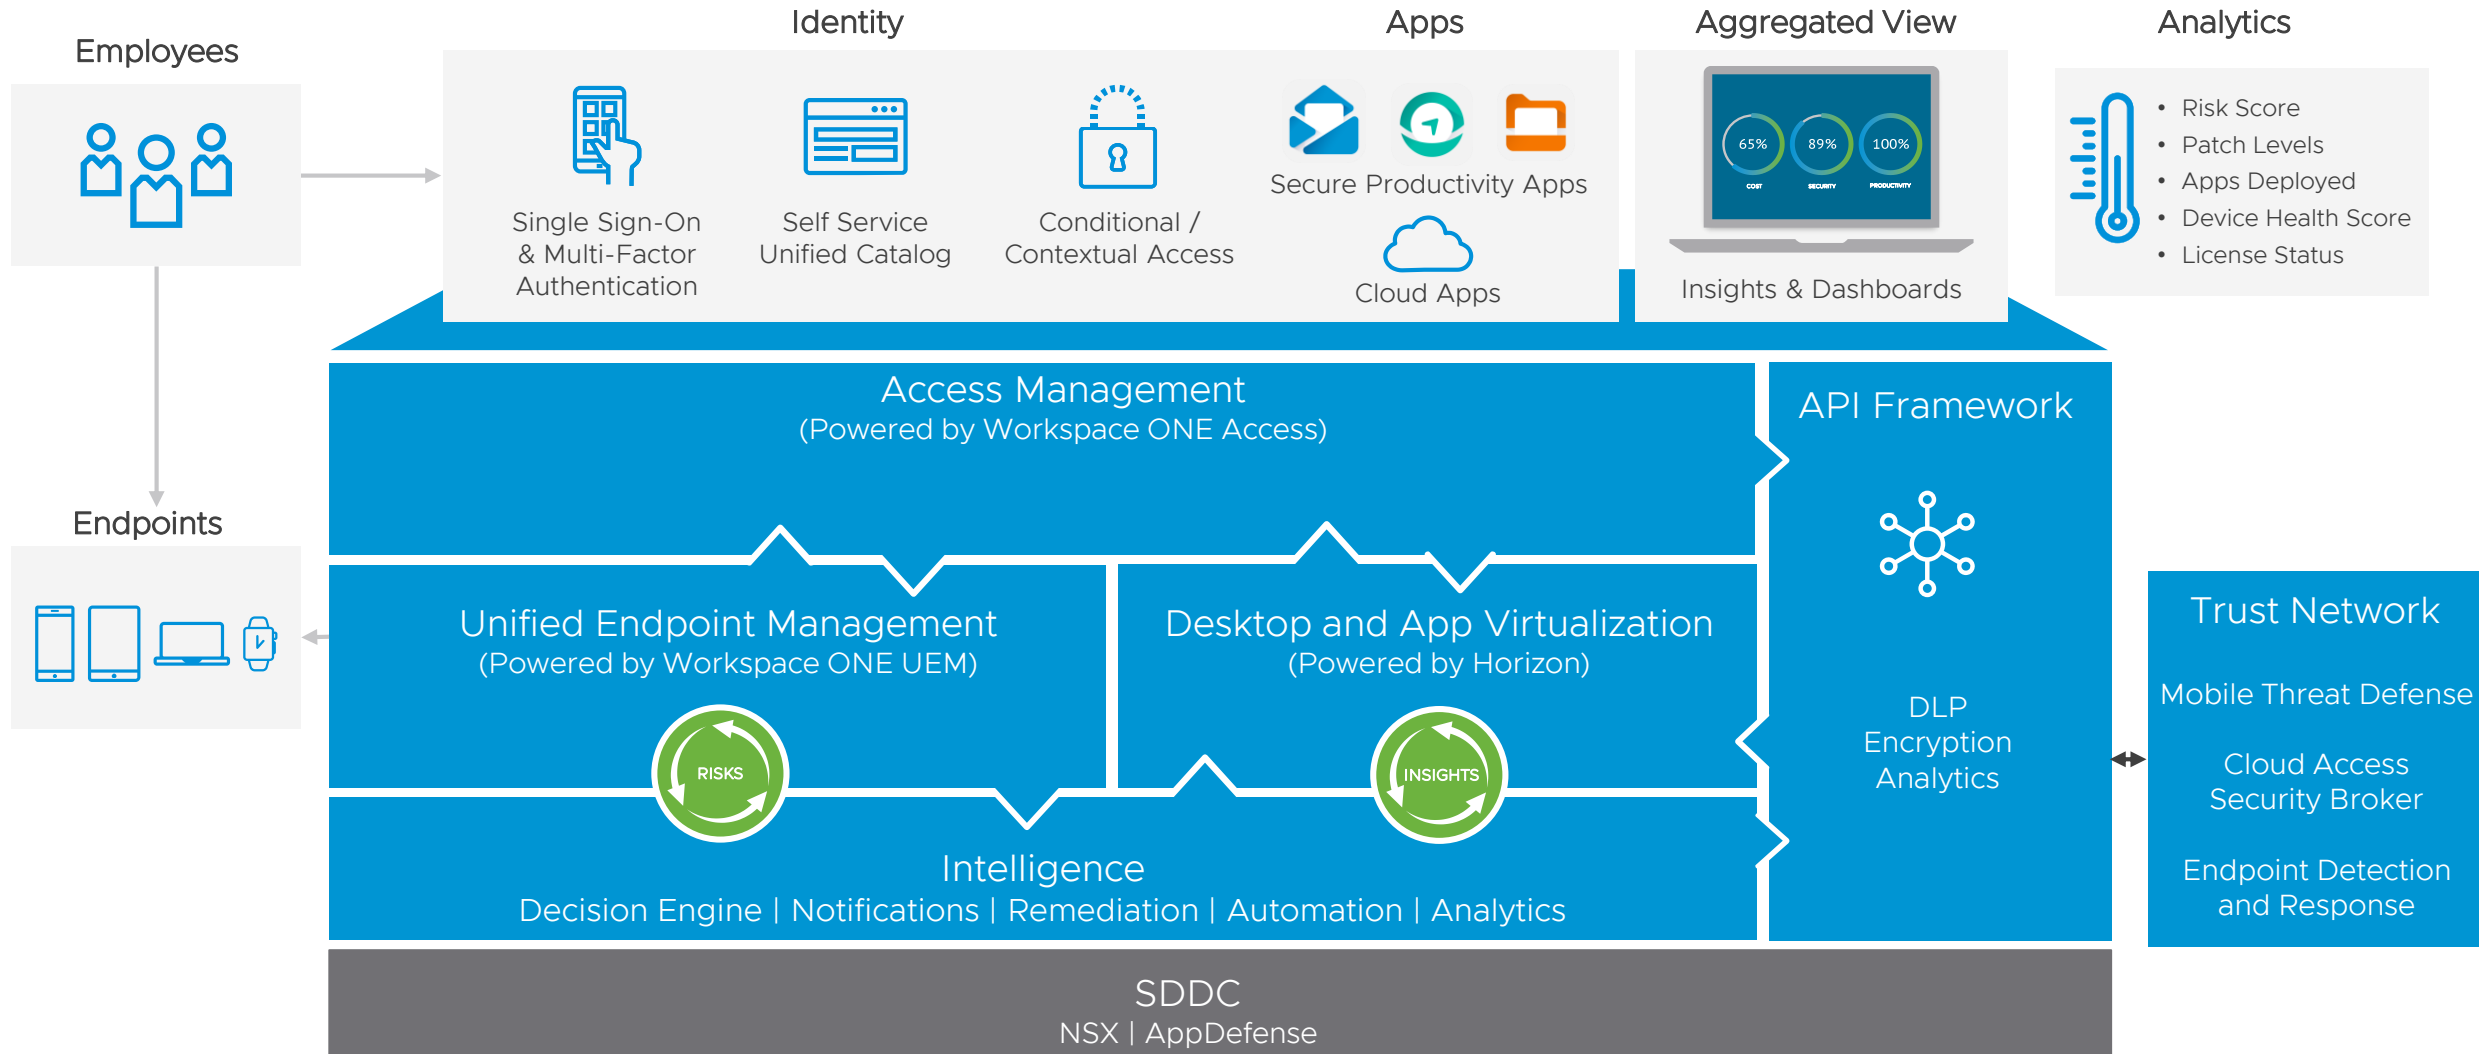 Employees
Identity
Apps
Aggregated View
Analytics
Single Sign-On
& Multi-Factor
Authentication
Self Service
Unified Catalog
Conditional /
Contextual Access
Secure Productivity Apps
Cloud Apps
65%
89%
100%
COST
SECURITY
PRODUCTIVITY
Insights & Dashboards
• Risk Score
• Patch Levels
• Apps Deployed
• Device Health Score
• License Status
Endpoints
Access Management
(Powered by Workspace ONE Access)
API Framework
Unified Endpoint Management
(Powered by Workspace ONE UEM)
Desktop and App Virtualization
(Powered by Horizon)
RISKS
INSIGHTS
DLP
Encryption
Analytics
Trust Network
Mobile Threat Defense
Cloud Access
Security Broker
Endpoint Detection
and Response
Intelligence
Decision Engine | Notifications | Remediation | Automation | Analytics
SDDC
NSX | AppDefense